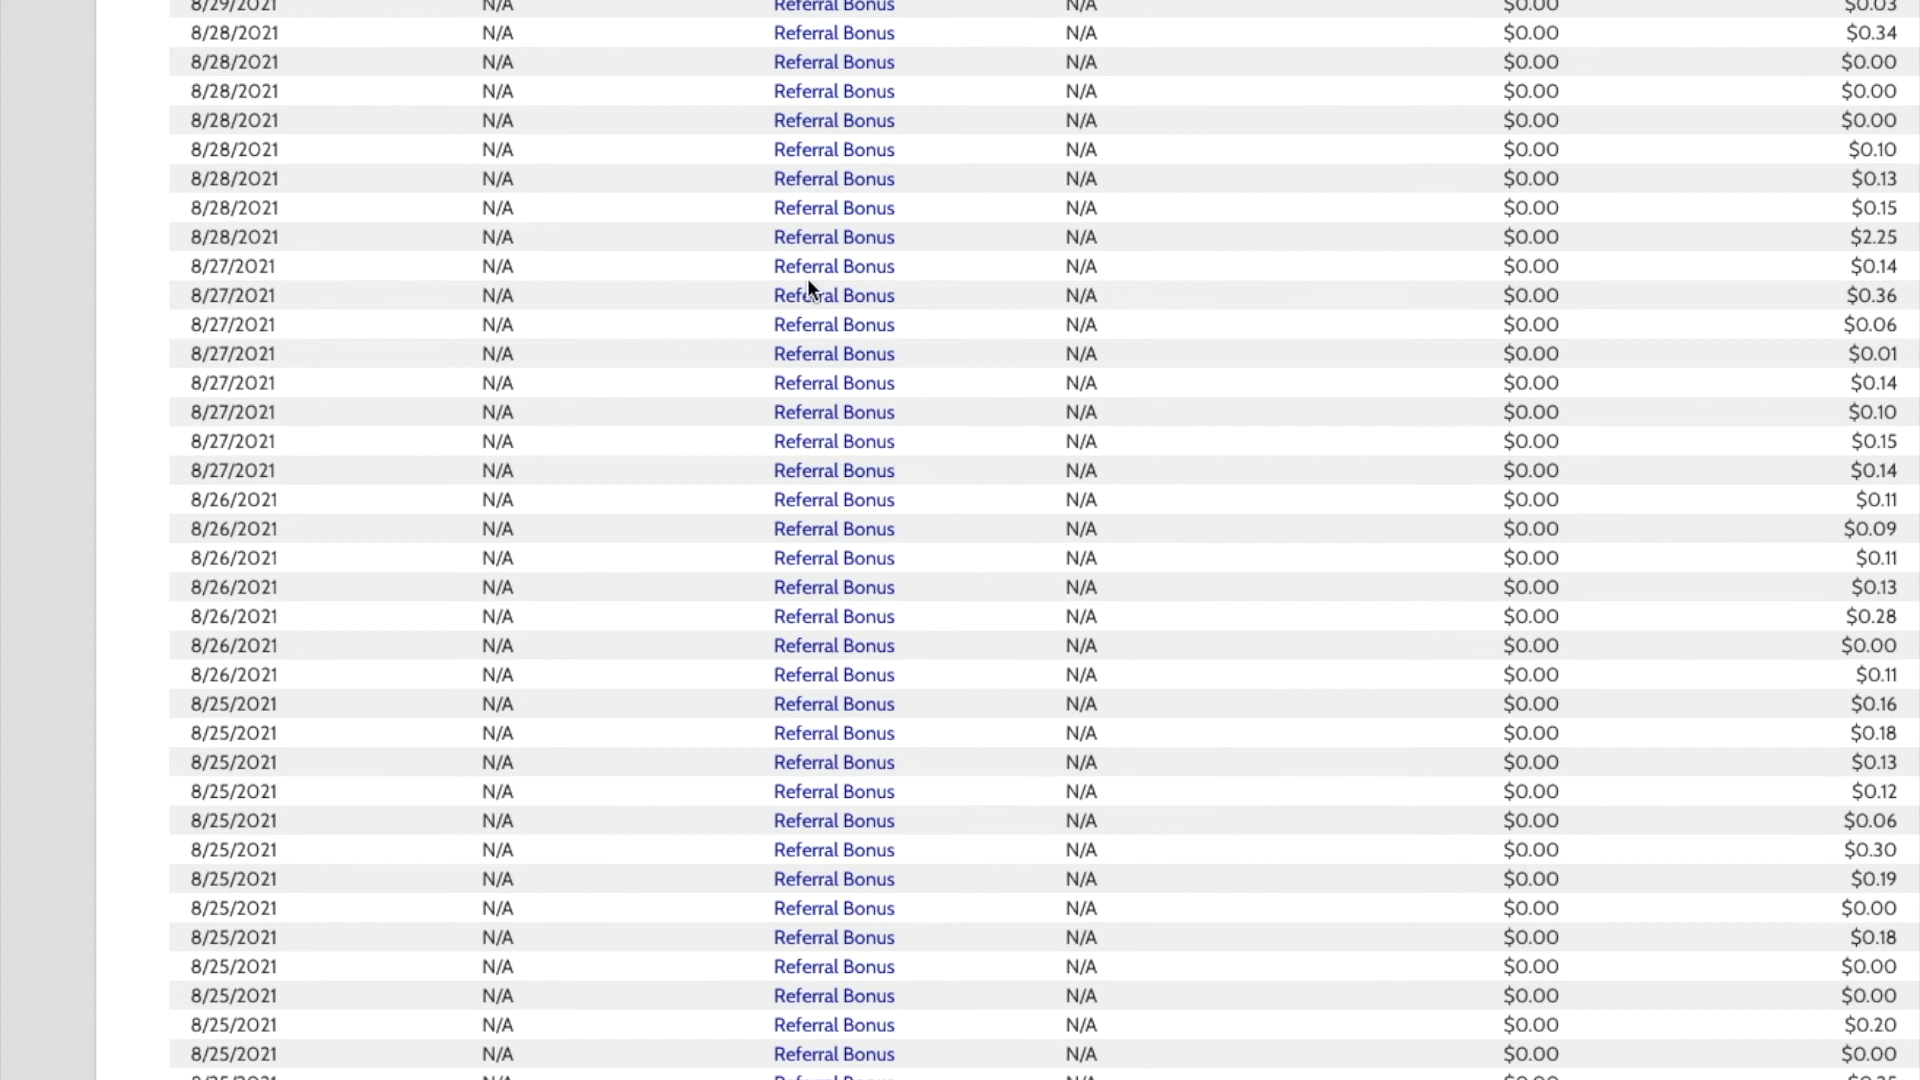 8/29/2021 N/A Referral Bonus N/A $0.00 $0.03
8/28/2021 N/A Referral Bonus N/A $0.00 $0.34
8/28/2021 N/A Referral Bonus N/A $0.00 $0.00
8/28/2021 N/A Referral Bonus N/A $0.00 $0.00
8/28/2021 N/A Referral Bonus N/A $0.00 $0.00
8/28/2021 N/A Referral Bonus N/A $0.00 $0.10
8/28/2021 N/A Referral Bonus N/A $0.00 $0.13
8/28/2021 N/A Referral Bonus N/A $0.00 $0.15
8/28/2021 N/A Referral Bonus N/A $0.00 $2.25
8/27/2021 N/A Referral Bonus N/A $0.00 $0.14
8/27/2021 N/A Referral Bonus N/A $0.00 $0.36
8/27/2021 N/A Referral Bonus N/A $0.00 $0.06
8/27/2021 N/A Referral Bonus N/A $0.00 $0.01
8/27/2021 N/A Referral Bonus N/A $0.00 $0.14
8/27/2021 N/A Referral Bonus N/A $0.00 $0.10
8/27/2021 N/A Referral Bonus N/A $0.00 $0.15
8/27/2021 N/A Referral Bonus N/A $0.00 $0.14
8/26/2021 N/A Referral Bonus N/A $0.00 $0.11
8/26/2021 N/A Referral Bonus N/A $0.00 $0.09
8/26/2021 N/A Referral Bonus N/A $0.00 $0.11
8/26/2021 N/A Referral Bonus N/A $0.00 $0.13
8/26/2021 N/A Referral Bonus N/A $0.00 $0.28
8/26/2021 N/A Referral Bonus N/A $0.00 $0.00
8/26/2021 N/A Referral Bonus N/A $0.00 $0.11
8/25/2021 N/A Referral Bonus N/A $0.00 $0.16
8/25/2021 N/A Referral Bonus N/A $0.00 $0.18
8/25/2021 N/A Referral Bonus N/A $0.00 $0.13
8/25/2021 N/A Referral Bonus N/A $0.00 $0.12
8/25/2021 N/A Referral Bonus N/A $0.00 $0.06
8/25/2021 N/A Referral Bonus N/A $0.00 $0.30
8/25/2021 N/A Referral Bonus N/A $0.00 $0.19
8/25/2021 N/A Referral Bonus N/A $0.00 $0.00
8/25/2021 N/A Referral Bonus N/A $0.00 $0.18
8/25/2021 N/A Referral Bonus N/A $0.00 $0.00
8/25/2021 N/A Referral Bonus N/A $0.00 $0.00
8/25/2021 N/A Referral Bonus N/A $0.00 $0.20
8/25/2021 N/A Referral Bonus N/A $0.00 $0.00